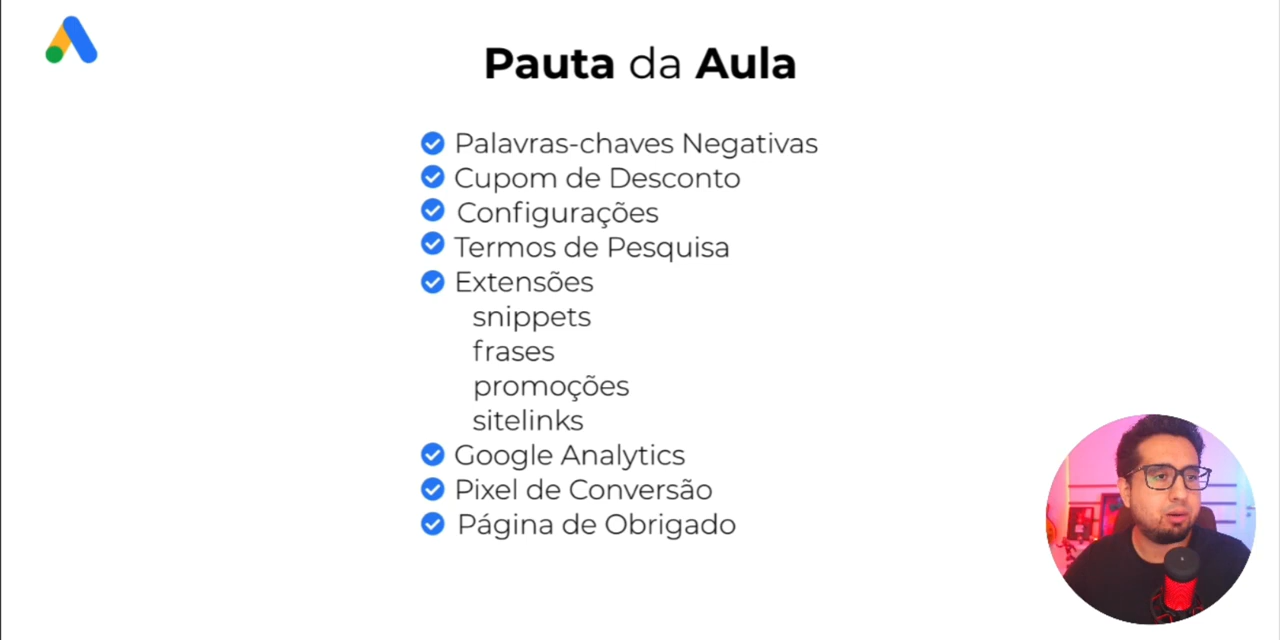 Pauta da Aula
Palavras-chaves Negativas
Cupom de Desconto
Configurações
Termos de Pesquisa
Extensões
snippets
frases
promoções
sitelinks
Google Analytics
Pixel de Conversão
Página de Obrigado